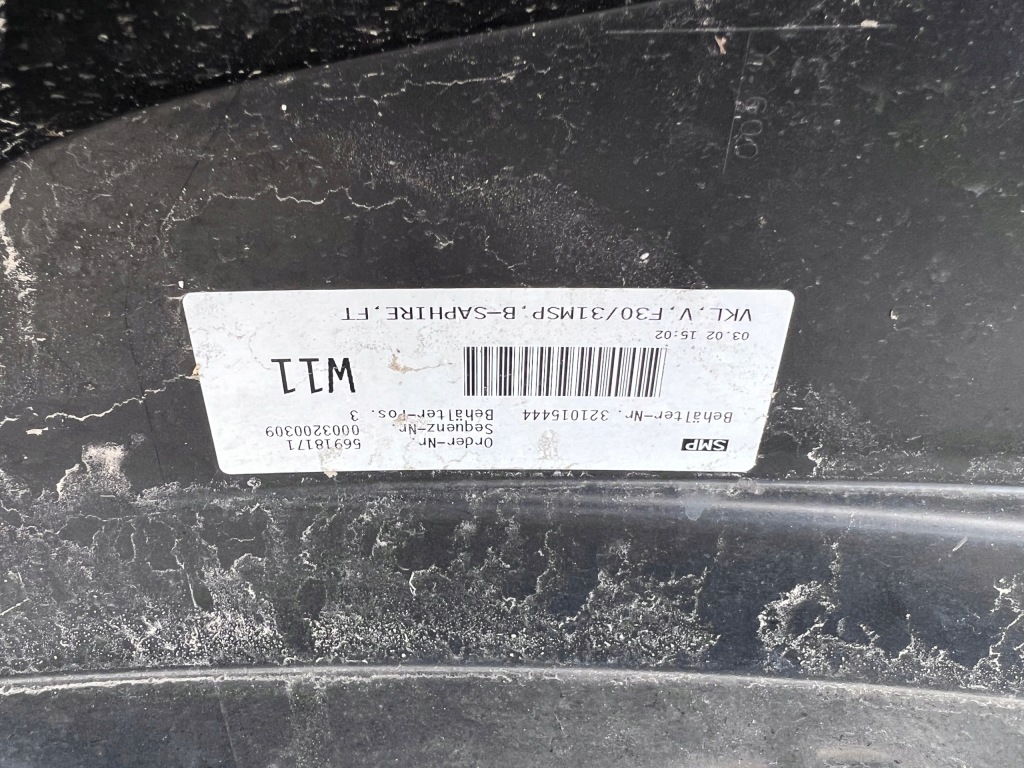 SMP
Order-Nr. 56918171
Sequenz-Nr. 0003200309
Behälter-Nr. 321015444 Behälter-Pos. 3
W11
03.02 15:02
VKL,V,F30/31MSP,B-SAPHIRE,FT